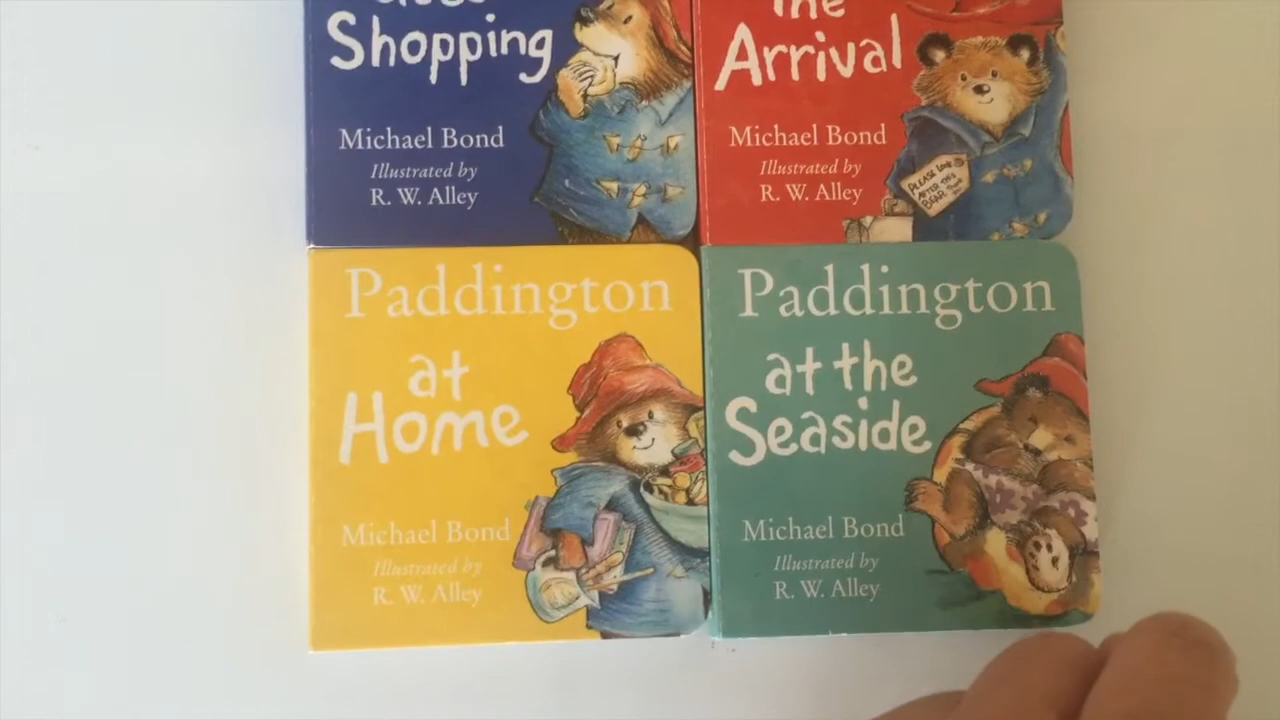 Shopping
Michael Bond
Illustrated by
R. W. Alley
The
Arrival
Michael Bond
Illustrated by
R. W. Alley
PLEASE LOOK
AFTER THIS
BEAR
Paddington
at
Home
Michael Bond
Illustrated by
R. W. Alley
Paddington
at the
Seaside
Michael Bond
Illustrated by
R. W. Alley